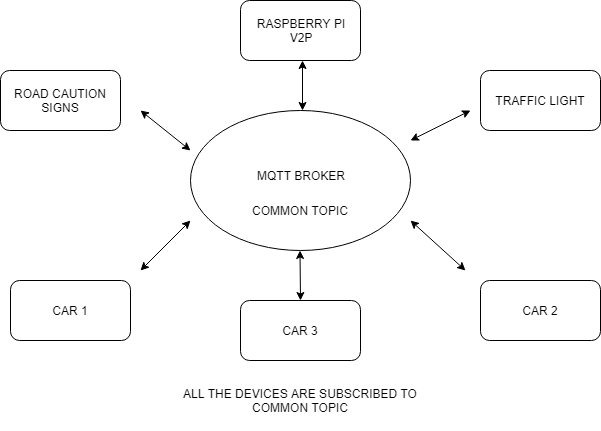 RASPBERRY PI
V2P
ROAD CAUTION
SIGNS
TRAFFIC LIGHT
MQTT BROKER
COMMON TOPIC
CAR 1
CAR 3
CAR 2
ALL THE DEVICES ARE SUBSCRIBED TO
COMMON TOPIC